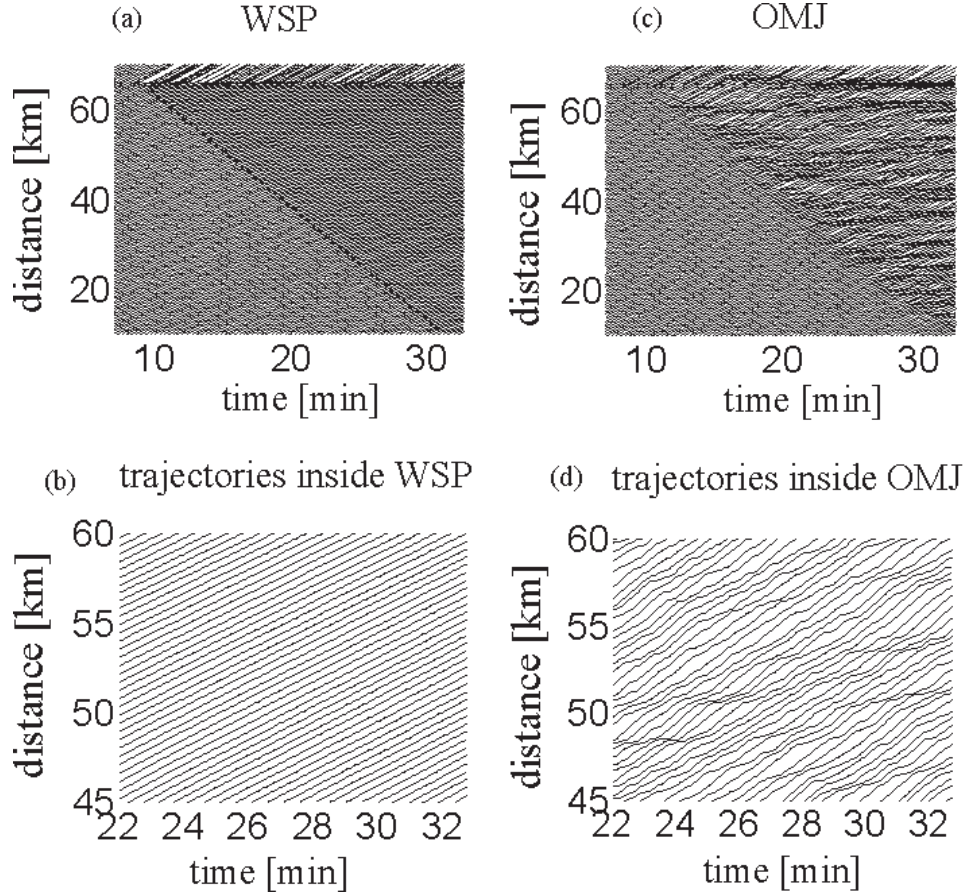 (a) WSP
distance [km]
60
40
20
10 20 30
time [min]
(c) OMJ
distance [km]
60
40
20
10 20 30
time [min]
(b) trajectories inside WSP
distance [km]
60
55
50
45
22 24 26 28 30 32
time [min]
(d) trajectories inside OMJ
distance [km]
60
55
50
45
22 24 26 28 30 32
time [min]